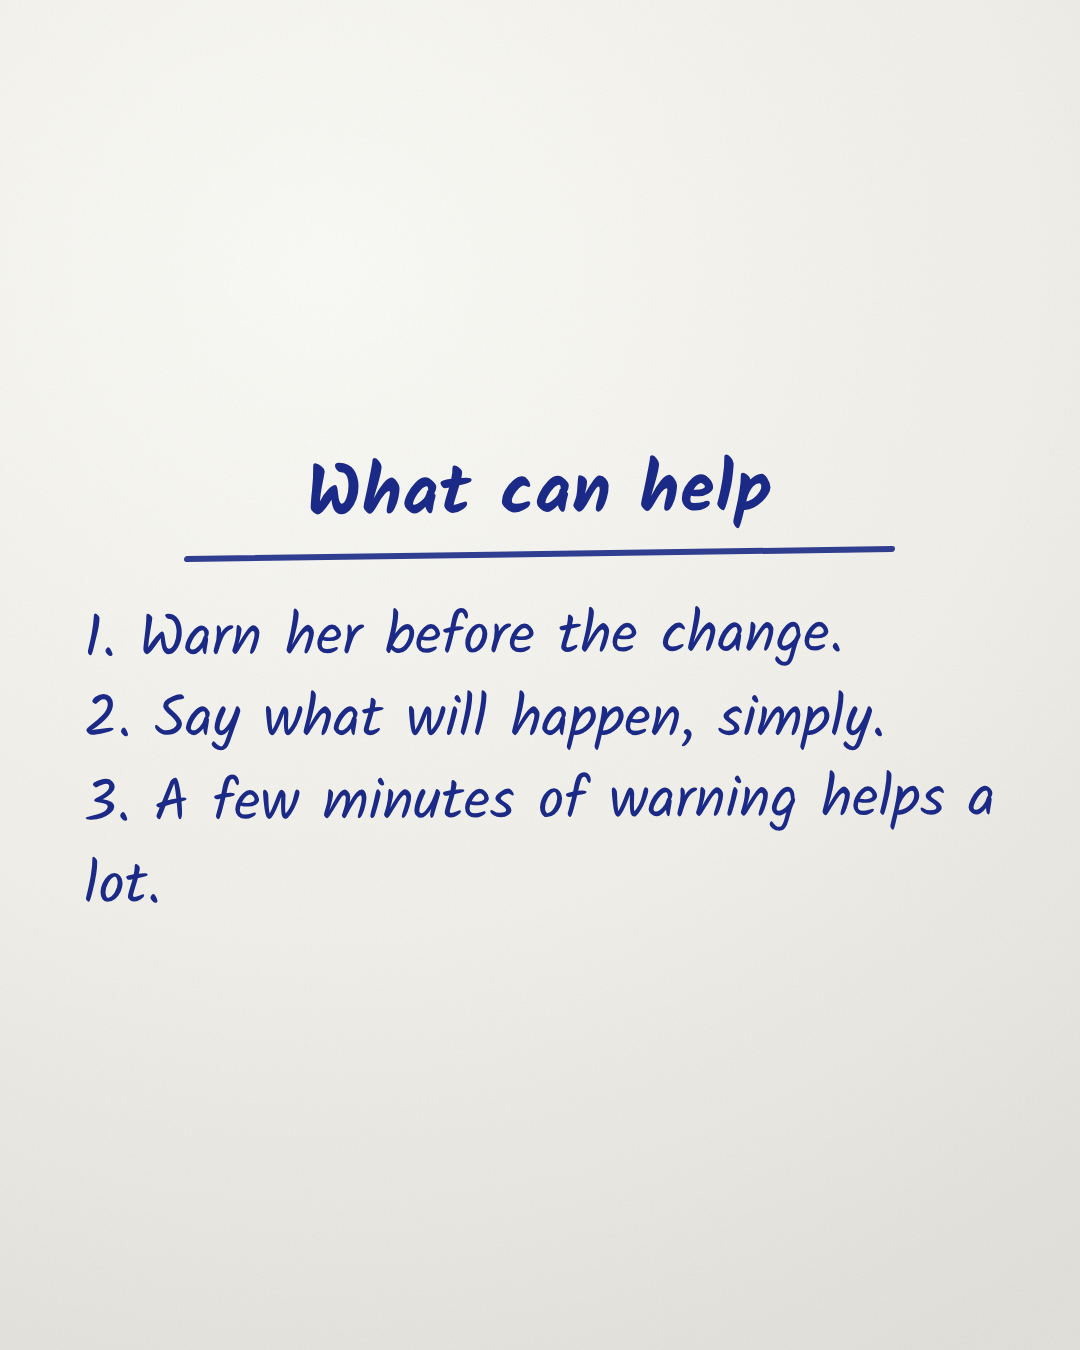 What can help
1. Warn her before the change.
2. Say what will happen, simply.
3. A few minutes of warning helps a
lot.